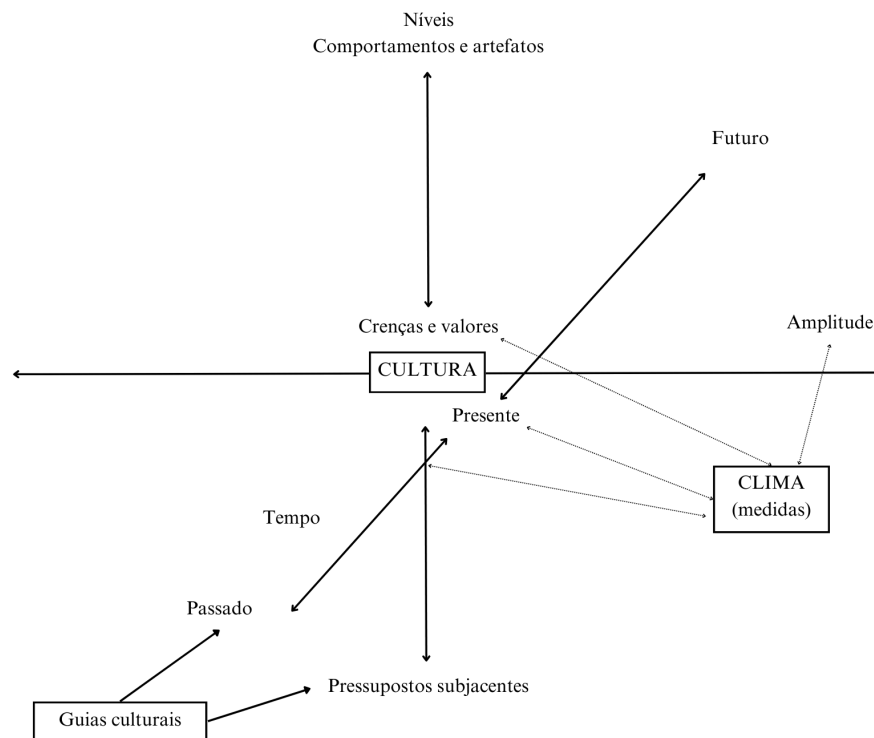 Níveis
Comportamentos e artefatos
Futuro
Amplitude
Crenças e valores
CULTURA
Presente
CLIMA
(medidas)
Tempo
Passado
Pressupostos subjacentes
Guias culturais